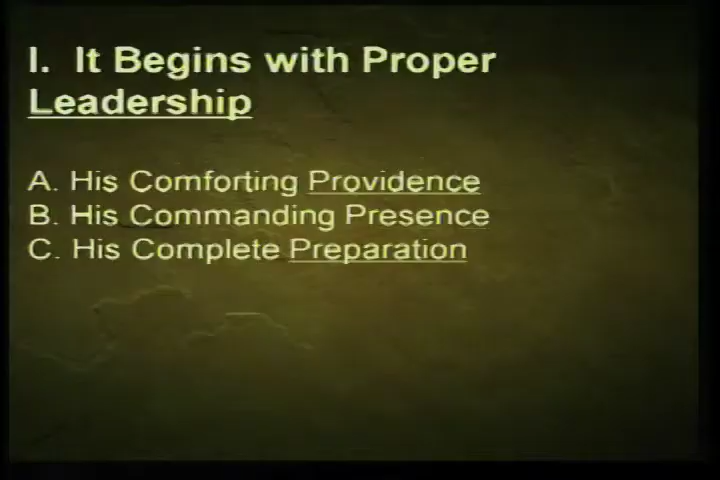 I. It Begins with Proper
Leadership
A. His Comforting Providence
B. His Commanding Presence
C. His Complete Preparation